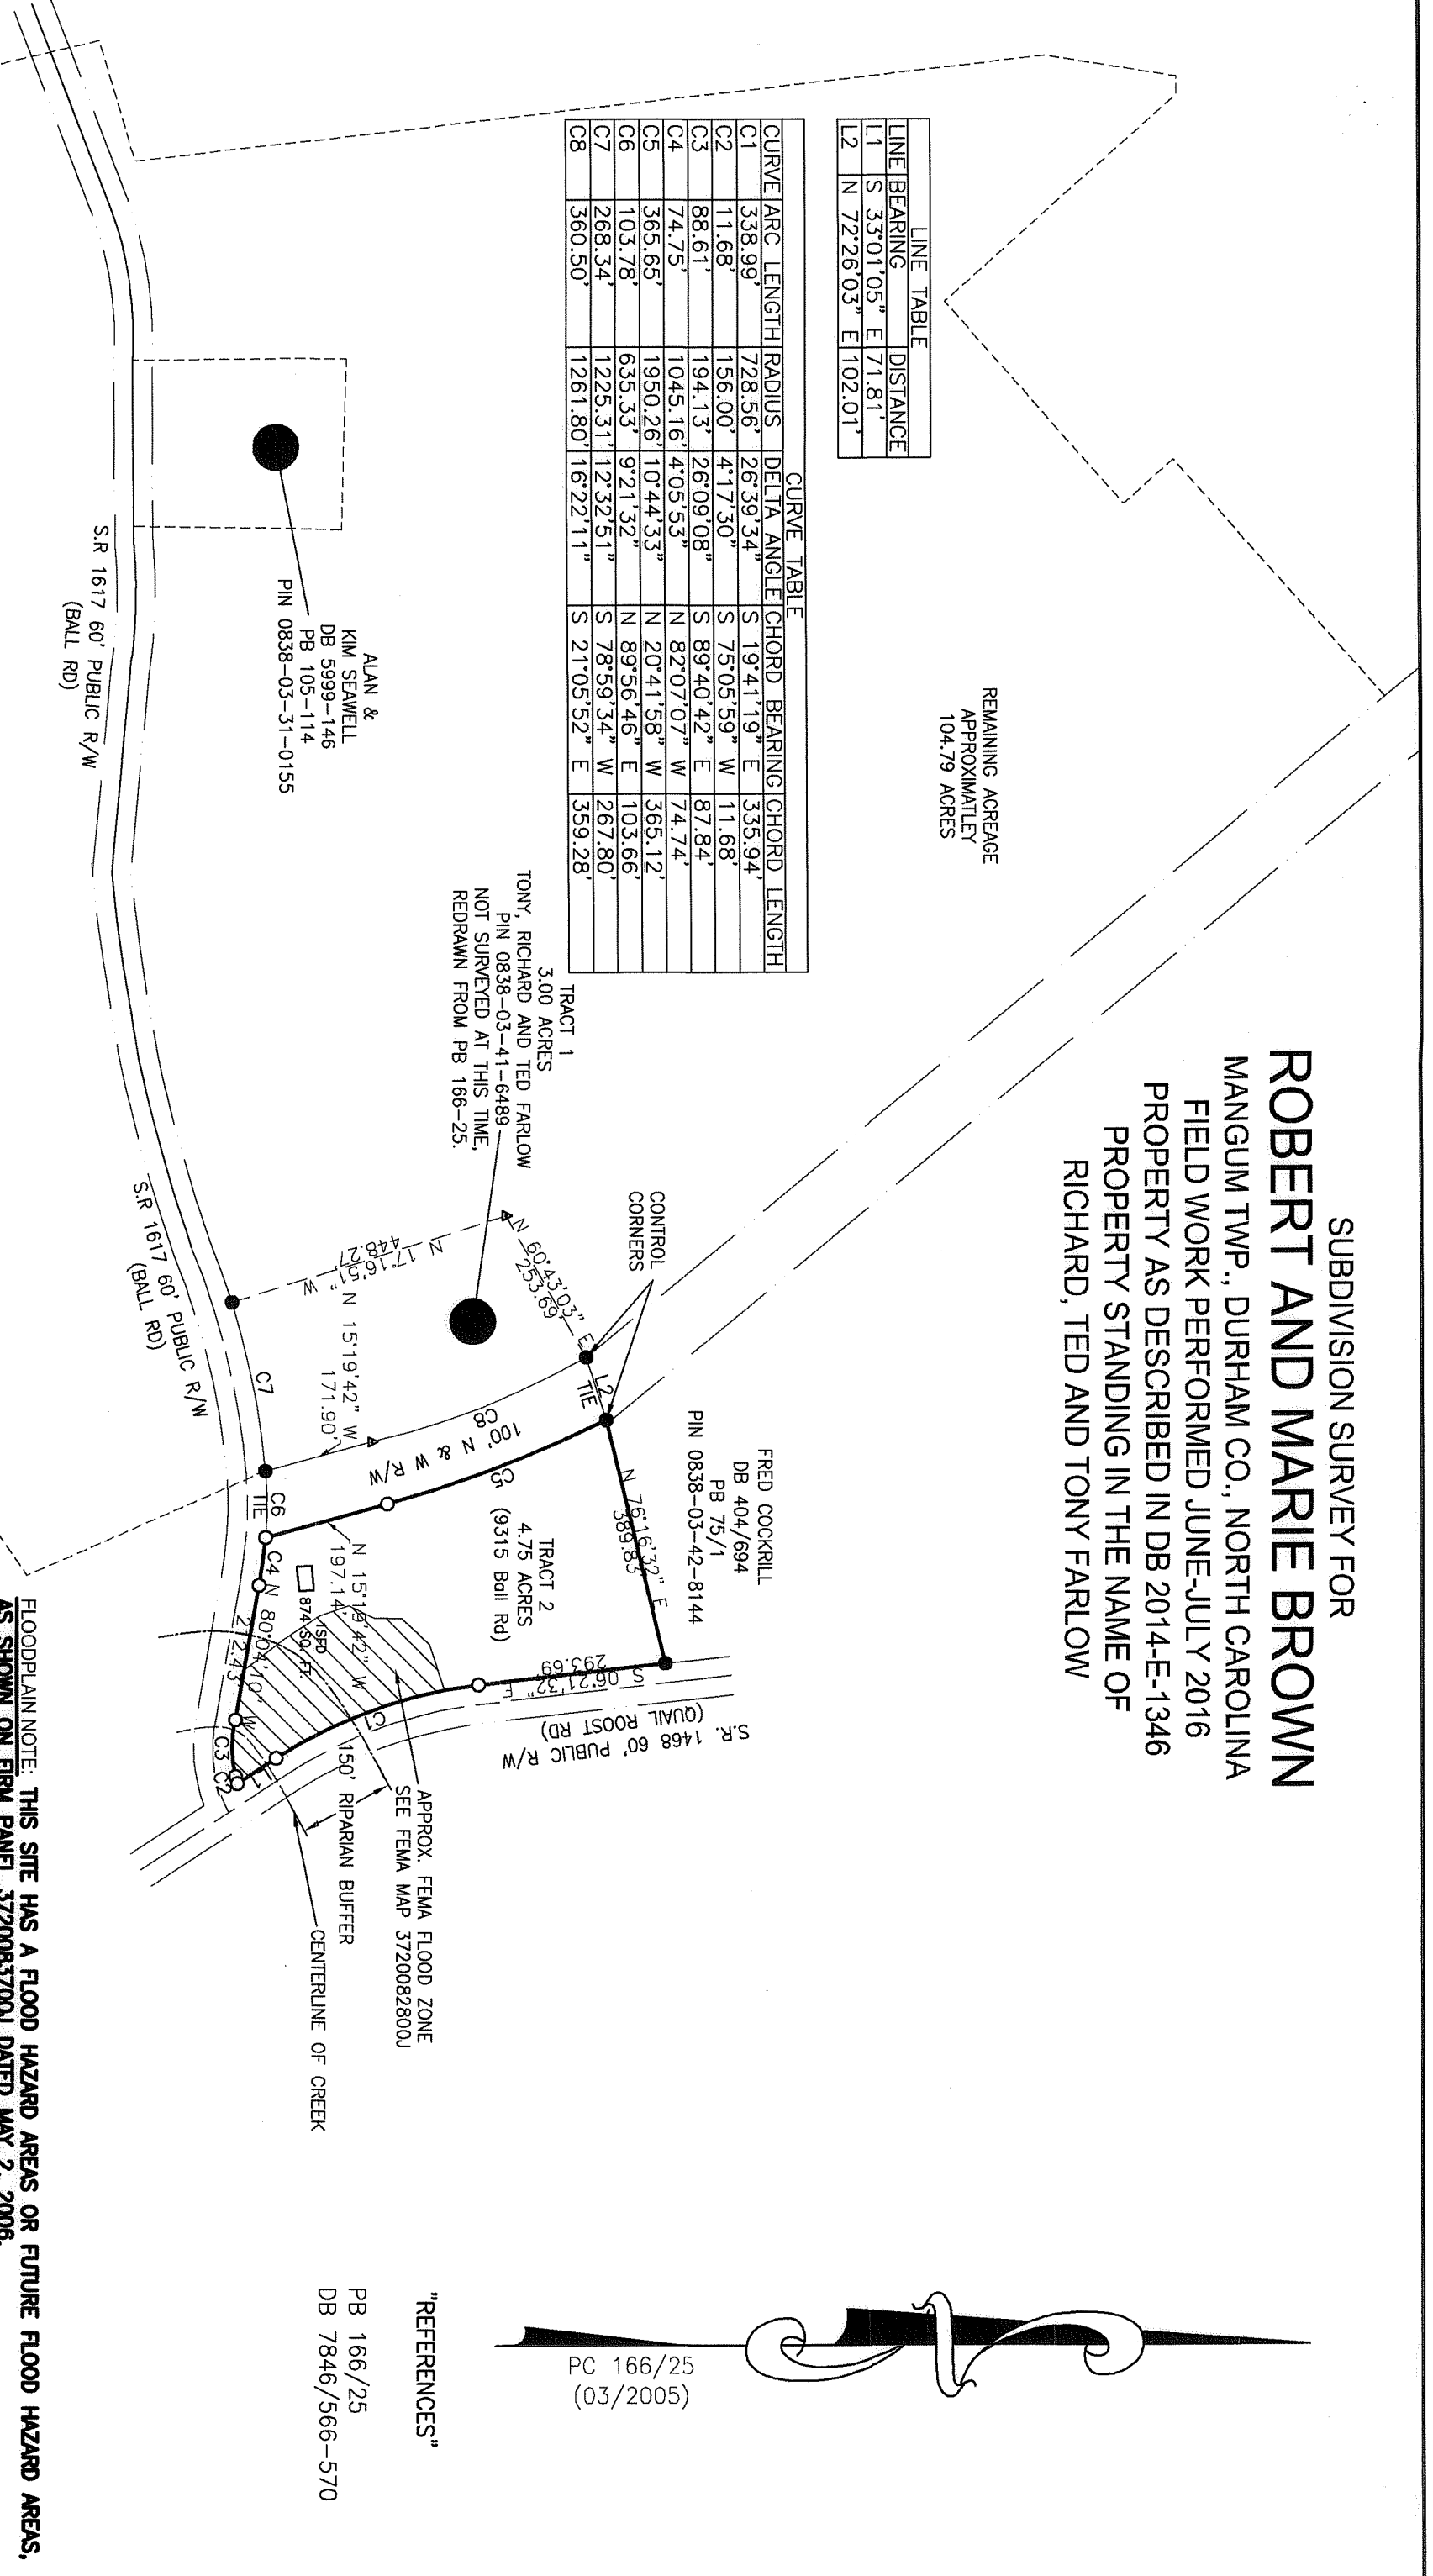 SUBDIVISION SURVEY FOR
ROBERT AND MARIE BROWN
MANGUM TWP., DURHAM CO., NORTH CAROLINA
FIELD WORK PERFORMED JUNE-JULY 2016
PROPERTY AS DESCRIBED IN DB 2014-E-1346
PROPERTY STANDING IN THE NAME OF
RICHARD, TED AND TONY FARLOW
LINE TABLE
LINE BEARING DISTANCE
L1 S 33°01'05" E 71.81'
L2 N 72°26'03" E 102.01'
CURVE TABLE
CURVE ARC LENGTH RADIUS DELTA ANGLE CHORD BEARING CHORD LENGTH
C1 338.99' 728.56' 26°39'34" S 19°41'19" E 335.94'
C2 11.68' 156.00' 4°17'30" S 75°05'59" W 11.68'
C3 88.61' 194.13' 26°09'08" S 89°40'42" E 87.84'
C4 74.75' 1045.16' 4°05'53" N 82°07'07" W 74.74'
C5 365.65' 1950.26' 10°44'33" N 20°41'58" W 365.12'
C6 103.78' 635.33' 9°21'32" N 89°56'46" E 103.66'
C7 268.34' 1225.31' 12°32'51" S 78°59'34" W 267.80'
C8 360.50' 1261.80' 16°22'11" S 21°05'52" E 359.28'
REMAINING ACREAGE
APPROXIMATLEY
104.79 ACRES
ALAN &
KIM SEAWELL
DB 5999-146
PB 105-114
PIN 0838-03-31-0155
S.R 1617 60' PUBLIC R/W
(BALL RD)
TRACT 1
3.00 ACRES
TONY, RICHARD AND TED FARLOW
PIN 0838-03-41-6489
NOT SURVEYED AT THIS TIME,
REDRAWN FROM PB 166-25.
CONTROL
CORNERS
N 60°43'03" E
253.69'
L2
TIE
N 17°16'51" W
448.27'
N 15°19'42" W
171.90'
C7
C8
100' N & W R/W
C5
C6
TIE
S.R 1617 60' PUBLIC R/W
(BALL RD)
FRED COCKRILL
DB 404/694
PB 75/1
PIN 0838-03-42-8144
N 76°16'32" E
389.83'
TRACT 2
4.75 ACRES
(9315 Ball Rd)
N 15°19'42" W
197.14'
1SFD
874 SQ. FT.
C4
N 80°04'10" W
212.43'
C3
C2
C1
S 06°21'32" E
293.69'
S.R. 1468 60' PUBLIC R/W
(QUAIL ROOST RD)
APPROX. FEMA FLOOD ZONE
SEE FEMA MAP 3720082800J
150' RIPARIAN BUFFER
CENTERLINE OF CREEK
PC 166/25
(03/2005)
"REFERENCES"
PB 166/25
DB 7846/566-570
FLOODPLAIN NOTE: THIS SITE HAS A FLOOD HAZARD AREAS OR FUTURE FLOOD HAZARD AREAS,
AS SHOWN ON FIRM PANEL 3720083700J DATED MAY 2, 2006.